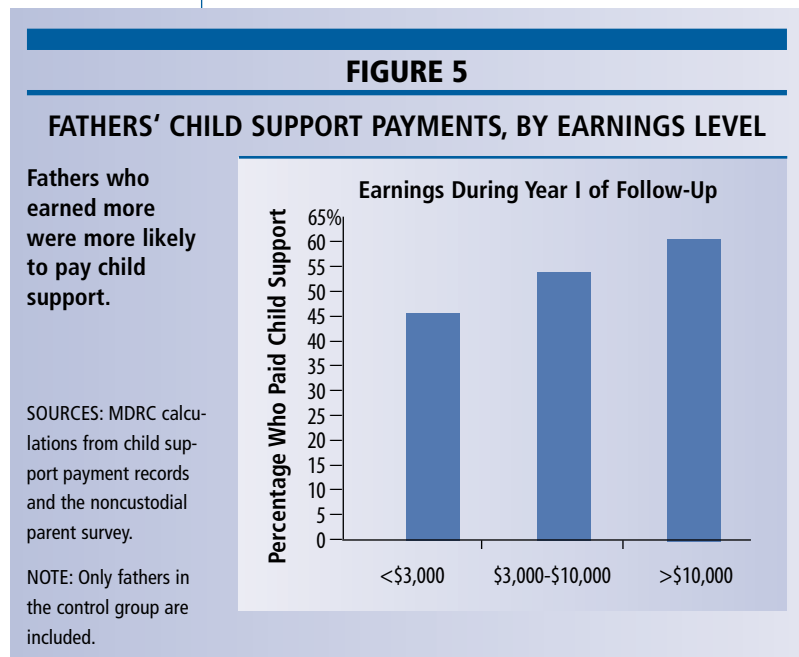 FIGURE 5
FATHERS’ CHILD SUPPORT PAYMENTS, BY EARNINGS LEVEL
Fathers who
earned more
were more likely
to pay child
support.
SOURCES: MDRC calcu-
lations from child sup-
port payment records
and the noncustodial
parent survey.
NOTE: Only fathers in
the control group are
included.
Earnings During Year I of Follow-Up
Percentage Who Paid Child Support
65%
60
55
50
45
40
35
30
25
20
15
10
5
0
<$3,000 $3,000-$10,000 >$10,000